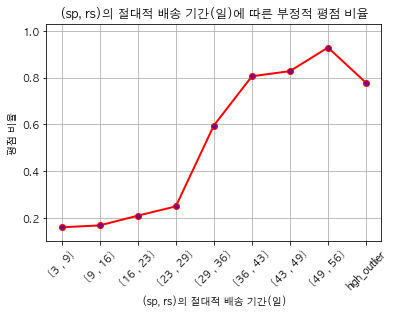 (sp, rs)의 절대적 배송 기간(일)에 따른 부정적 평점 비율
1.0
0.8
0.6
0.4
0.2
평점 비율
(3 , 9)
(9 , 16)
(16 , 23)
(23 , 29)
(29 , 36)
(36 , 43)
(43 , 49)
(49 , 56)
hgh_outlier
(sp, rs)의 절대적 배송 기간(일)